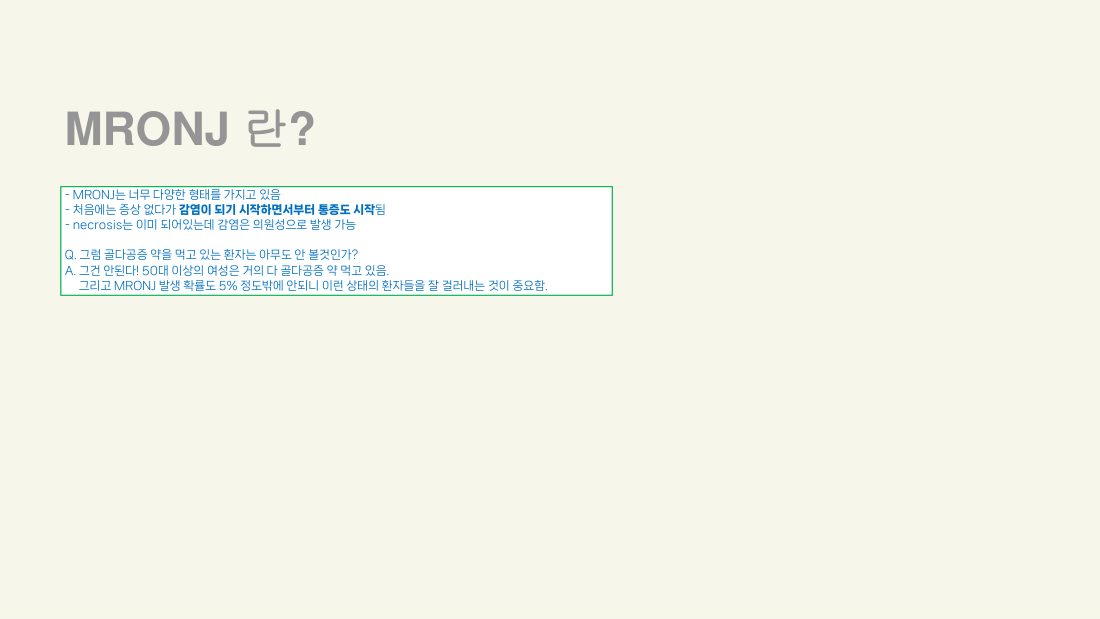 MRONJ 란?
- MRONJ는 너무 다양한 형태를 가지고 있음
- 처음에는 증상 없다가 감염이 되기 시작하면서부터 통증도 시작됨
- necrosis는 이미 되어있는데 감염은 의원성으로 발생 가능
Q. 그럼 골다공증 약을 먹고 있는 환자는 아무도 안 볼것인가?
A. 그건 안된다! 50대 이상의 여성은 거의 다 골다공증 약 먹고 있음.
그리고 MRONJ 발생 확률도 5% 정도밖에 안되니 이런 상태의 환자들을 잘 걸러내는 것이 중요함.